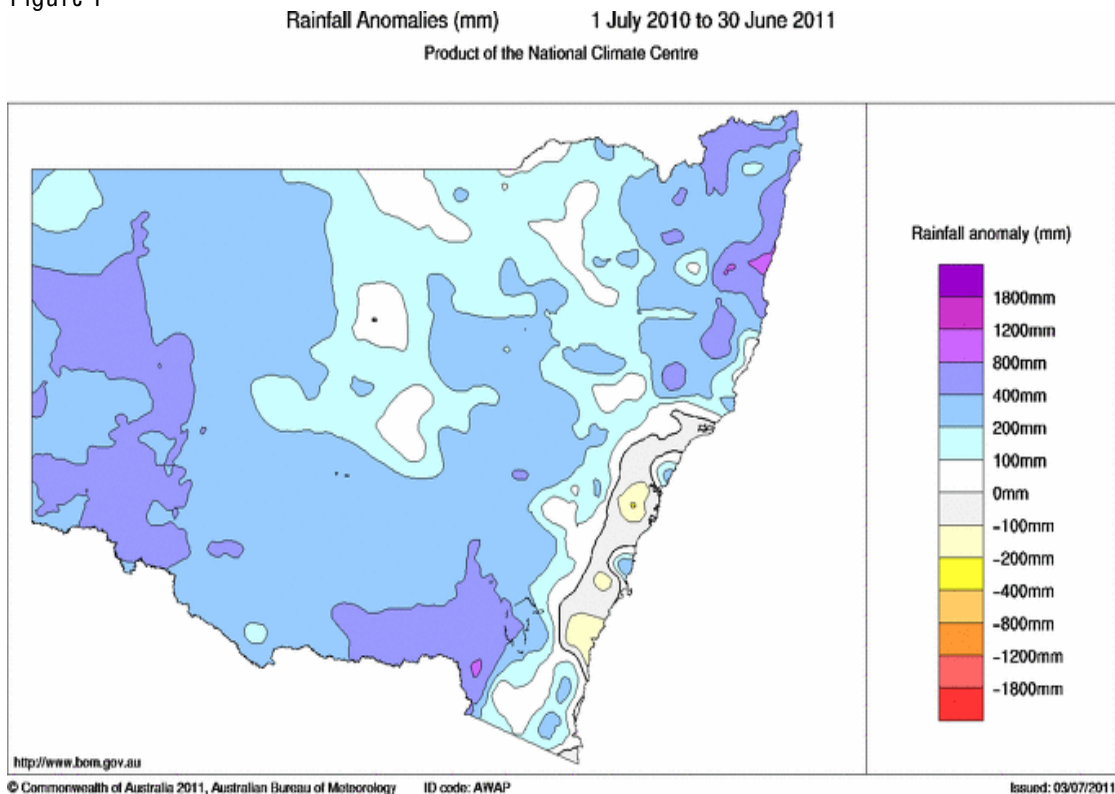 Figure 1
Rainfall Anomalies (mm) 1 July 2010 to 30 June 2011
Product of the National Climate Centre
Rainfall anomaly (mm)
1800mm
1200mm
800mm
400mm
200mm
100mm
0mm
-100mm
-200mm
-400mm
-800mm
-1200mm
-1800mm
http://www.bom.gov.au
© Commonwealth of Australia 2011, Australian Bureau of Meteorology ID code: AWAP Issued: 03/07/2011